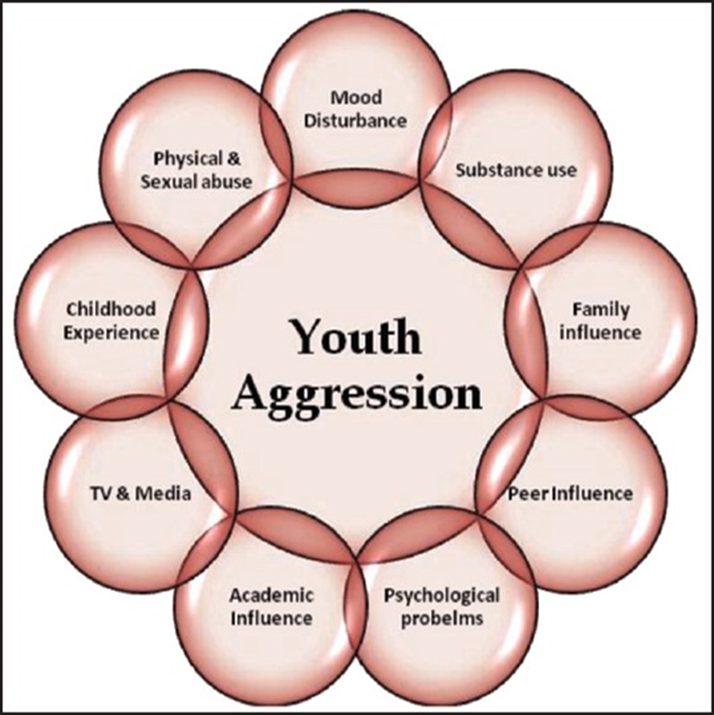 Mood
Disturbance
Substance use
Family
influence
Peer Influence
Psychological
probelms
Academic
Influence
TV & Media
Childhood
Experience
Physical &
Sexual abuse
Youth
Aggression